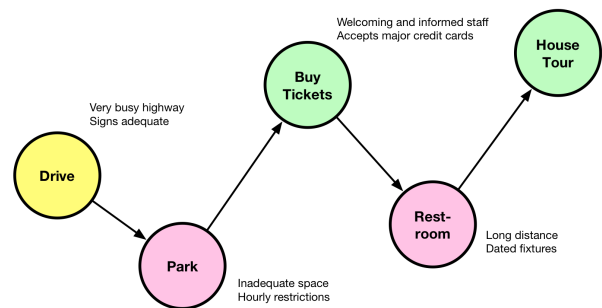 Drive
Very busy highway
Signs adequate
Park
Inadequate space
Hourly restrictions
Buy
Tickets
Welcoming and informed staff
Accepts major credit cards
Rest-
room
Long distance
Dated fixtures
House
Tour